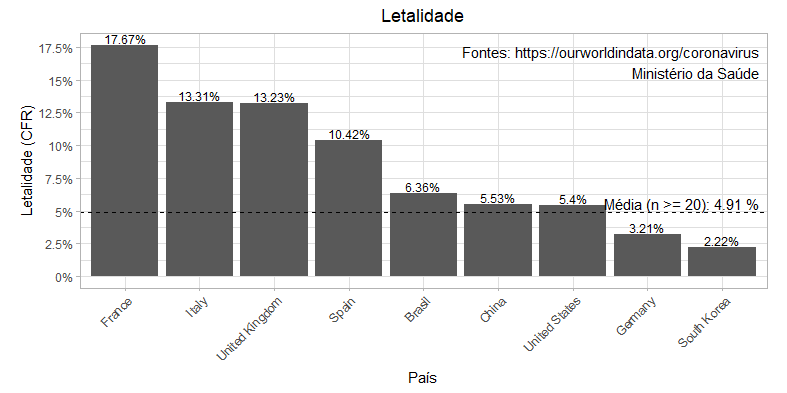 Letalidade
Fontes: https://ourworldindata.org/coronavirus
Ministério da Saúde
Letalidade (CFR)
17.5%
15%
12.5%
10%
7.5%
5%
2.5%
0%
17.67%
13.31%
13.23%
10.42%
6.36%
5.53%
5.4%
3.21%
2.22%
Média (n >= 20): 4.91 %
France
Italy
United Kingdom
Spain
Brasil
China
United States
Germany
South Korea
País